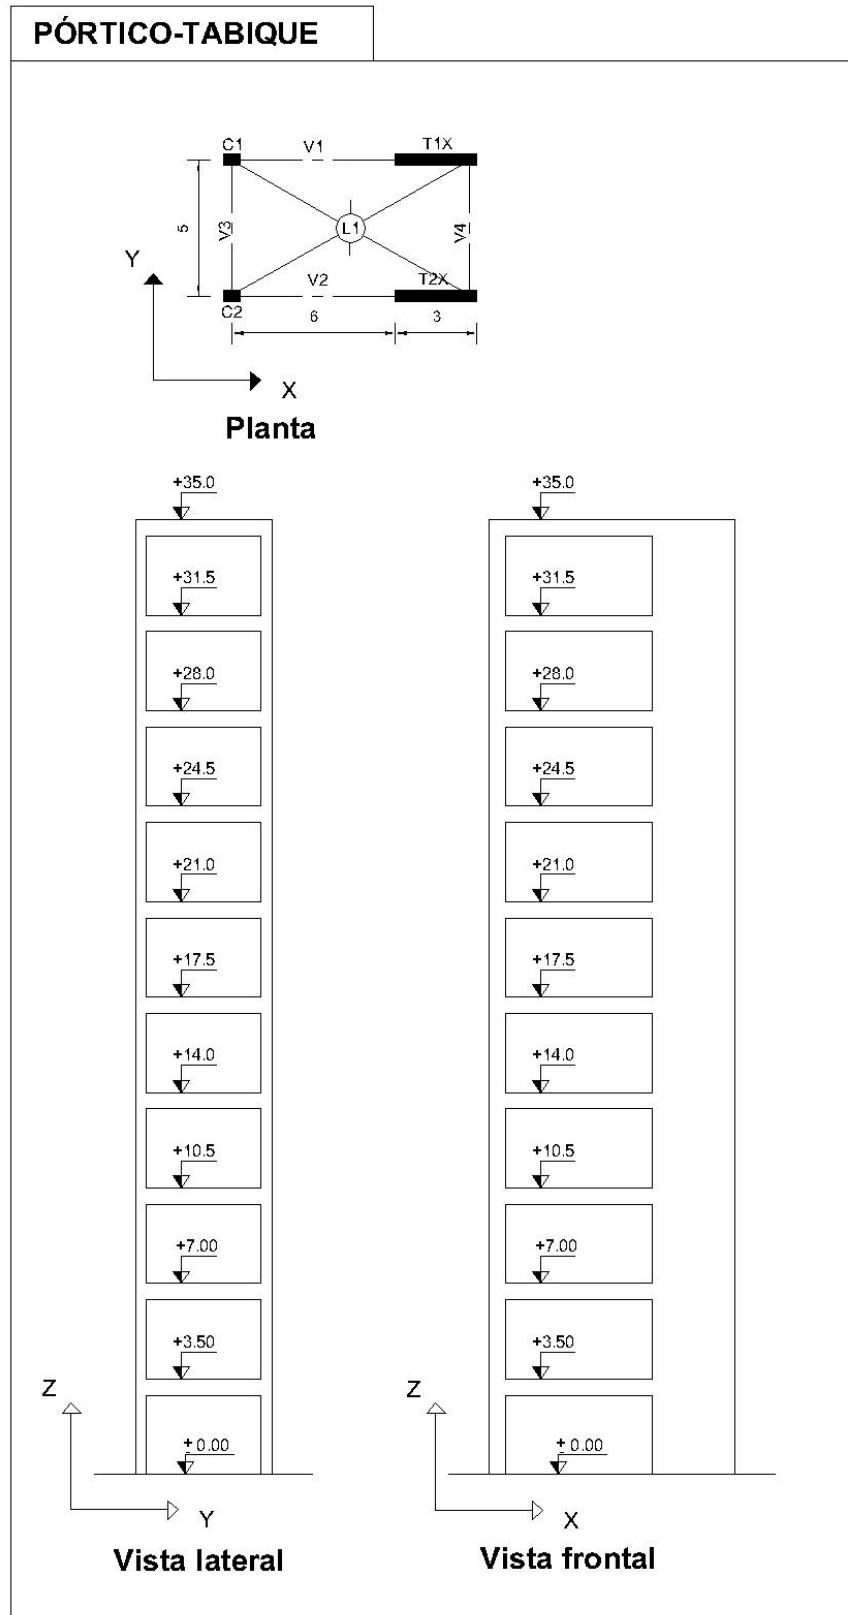 PÓRTICO-TABIQUE
C1
V1
T1X
5
V3
L1
V4
Y
C2
V2
T2X
6
3
X
Planta
+35.0
+35.0
+31.5
+31.5
+28.0
+28.0
+24.5
+24.5
+21.0
+21.0
+17.5
+17.5
+14.0
+14.0
+10.5
+10.5
+7.00
+7.00
+3.50
+3.50
Z
Z
± 0.00
± 0.00
Y
X
Vista lateral
Vista frontal